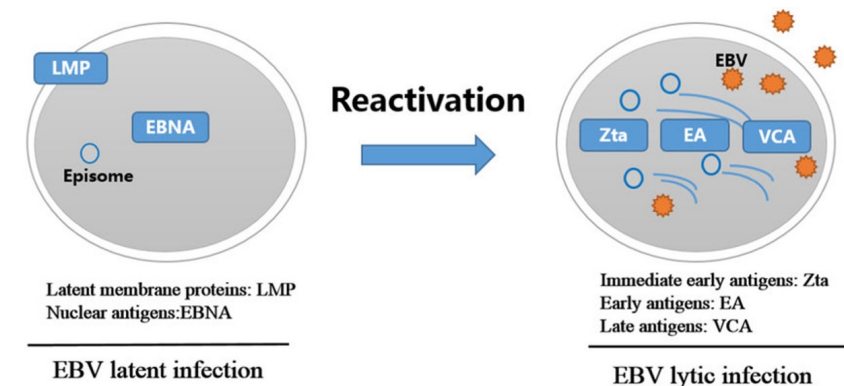 LMP
EBNA
Episome
Reactivation
EBV
Zta
EA
VCA
Latent membrane proteins: LMP
Nuclear antigens:EBNA
EBV latent infection
Immediate early antigens: Zta
Early antigens: EA
Late antigens: VCA
EBV lytic infection